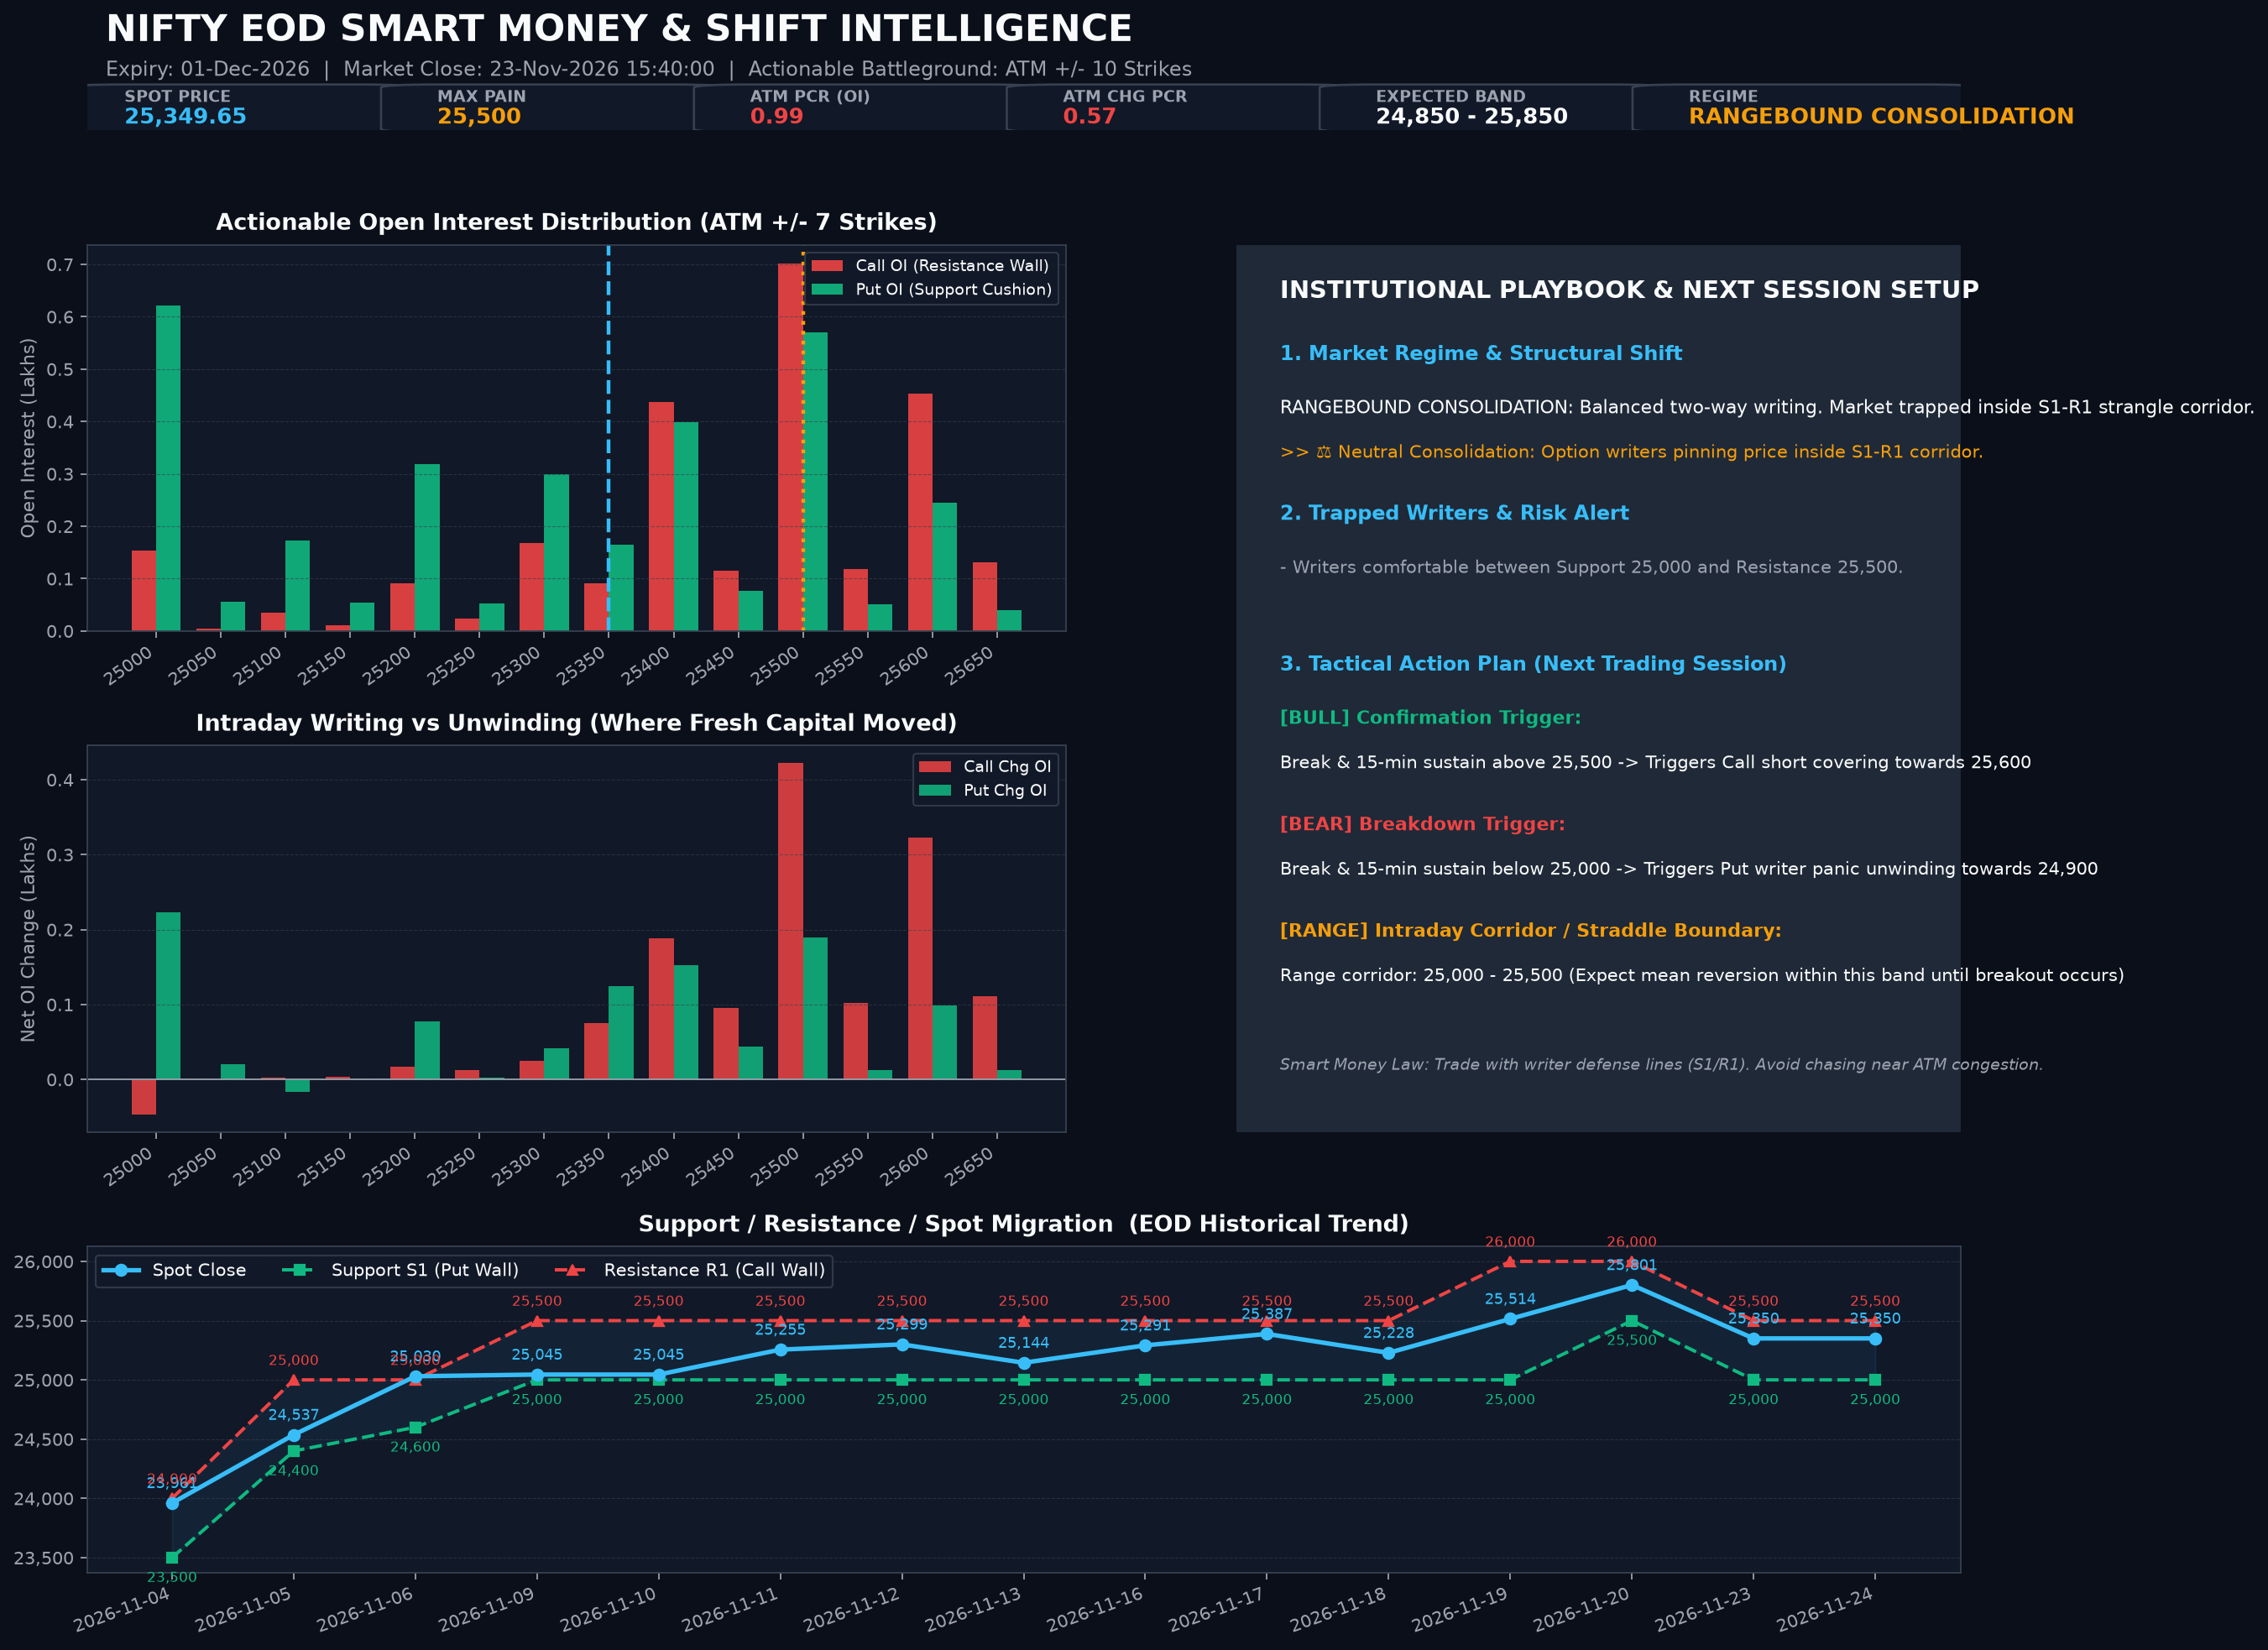 NIFTY EOD SMART MONEY & SHIFT INTELLIGENCE
Expiry: 01-Dec-2026 | Market Close: 23-Nov-2026 15:40:00 | Actionable Battleground: ATM +/- 10 Strikes
SPOT PRICE
25,349.65
MAX PAIN
25,500
ATM PCR (OI)
0.99
ATM CHG PCR
0.57
EXPECTED BAND
24,850 - 25,850
REGIME
RANGEBOUND CONSOLIDATION
Actionable Open Interest Distribution (ATM +/- 7 Strikes)
Open Interest (Lakhs)
0.7
0.6
0.5
0.4
0.3
0.2
0.1
0.0
Call OI (Resistance Wall)
Put OI (Support Cushion)
25000 25050 25100 25150 25200 25250 25300 25350 25400 25450 25500 25550 25600 25650
Intraday Writing vs Unwinding (Where Fresh Capital Moved)
Net OI Change (Lakhs)
0.4
0.3
0.2
0.1
0.0
Call Chg OI
Put Chg OI
25000 25050 25100 25150 25200 25250 25300 25350 25400 25450 25500 25550 25600 25650
INSTITUTIONAL PLAYBOOK & NEXT SESSION SETUP
1. Market Regime & Structural Shift
RANGEBOUND CONSOLIDATION: Balanced two-way writing. Market trapped inside S1-R1 strangle corridor.
>> ⚖ Neutral Consolidation: Option writers pinning price inside S1-R1 corridor.
2. Trapped Writers & Risk Alert
- Writers comfortable between Support 25,000 and Resistance 25,500.
3. Tactical Action Plan (Next Trading Session)
[BULL] Confirmation Trigger:
Break & 15-min sustain above 25,500 -> Triggers Call short covering towards 25,600
[BEAR] Breakdown Trigger:
Break & 15-min sustain below 25,000 -> Triggers Put writer panic unwinding towards 24,900
[RANGE] Intraday Corridor / Straddle Boundary:
Range corridor: 25,000 - 25,500 (Expect mean reversion within this band until breakout occurs)
Smart Money Law: Trade with writer defense lines (S1/R1). Avoid chasing near ATM congestion.
Support / Resistance / Spot Migration (EOD Historical Trend)
26,000
25,500
25,000
24,500
24,000
23,500
Spot Close
Support S1 (Put Wall)
Resistance R1 (Call Wall)
24,000 25,000 25,000 25,500 25,500 25,500 25,500 25,500 25,500 25,500 25,500 26,000 26,000 25,500 25,500
23,961 24,537 25,030 25,045 25,045 25,255 25,299 25,144 25,291 25,387 25,228 25,514 25,801 25,350 25,350
23,500 24,400 24,600 25,000 25,000 25,000 25,000 25,000 25,000 25,000 25,000 25,000 25,500 25,000 25,000
2026-11-04 2026-11-05 2026-11-06 2026-11-09 2026-11-10 2026-11-11 2026-11-12 2026-11-13 2026-11-16 2026-11-17 2026-11-18 2026-11-19 2026-11-20 2026-11-23 2026-11-24